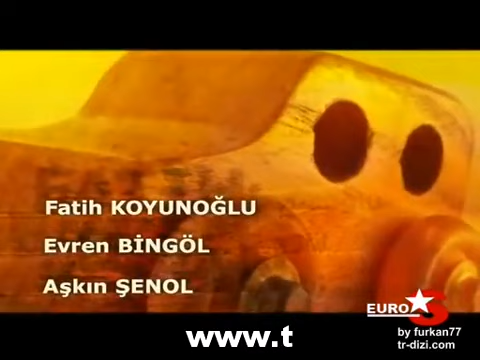 Fatih KOYUNOĞLU
Evren BİNGÖL
Aşkın ŞENOL
EURO S
by furkan77
tr-dizi.com
www.t